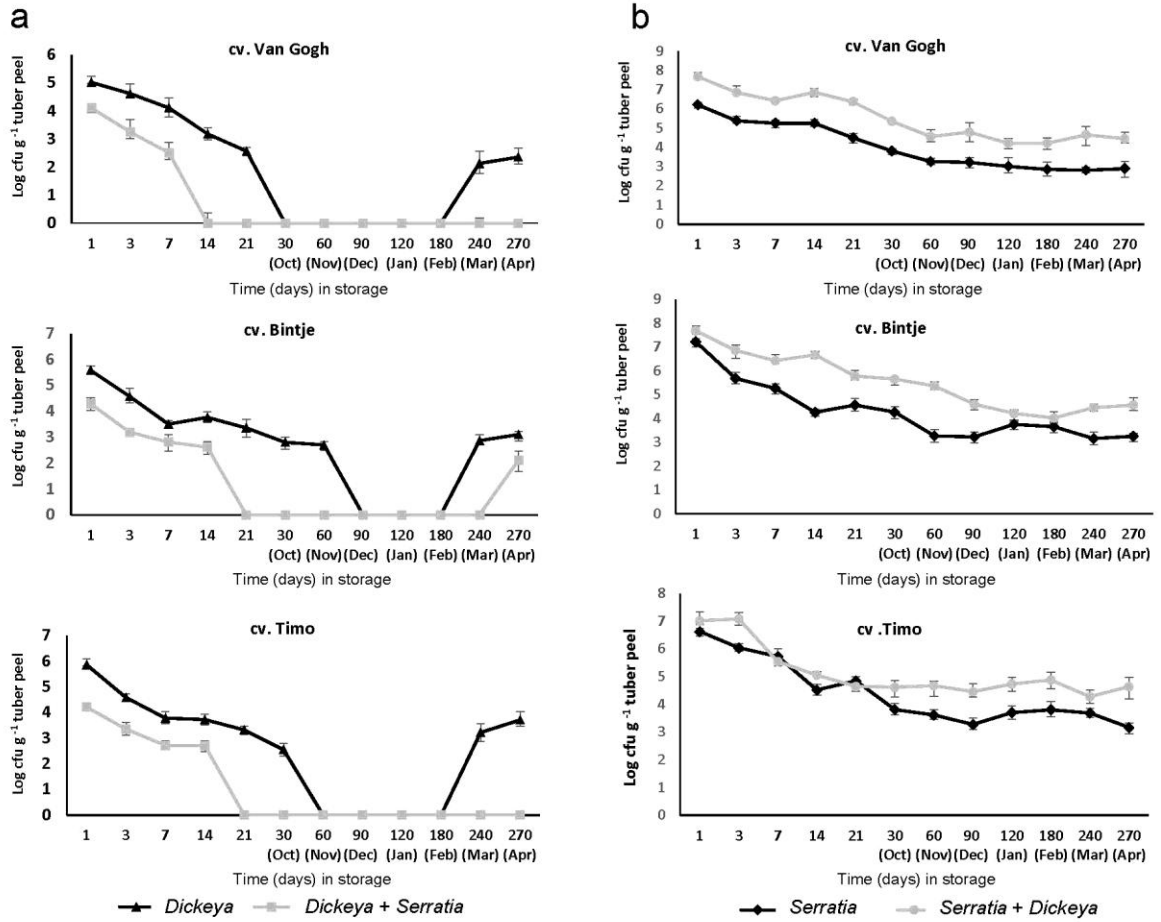 a
cv. Van Gogh
Log cfu g⁻¹ tuber peel
6
5
4
3
2
1
0
1 3 7 14 21 30 60 90 120 180 240 270
(Oct) (Nov) (Dec) (Jan) (Feb) (Mar) (Apr)
Time (days) in storage
cv. Bintje
Log cfu g⁻¹ tuber peel
7
6
5
4
3
2
1
0
1 3 7 14 21 30 60 90 120 180 240 270
(Oct) (Nov) (Dec) (Jan) (Feb) (Mar) (Apr)
Time (days) in storage
cv. Timo
Log cfu g⁻¹ tuber peel
7
6
5
4
3
2
1
0
1 3 7 14 21 30 60 90 120 180 240 270
(Oct) (Nov) (Dec) (Jan) (Feb) (Mar) (Apr)
Time (days) in storage
Dickeya Dickeya + Serratia
b
cv. Van Gogh
Log cfu g⁻¹ tuber peel
9
8
7
6
5
4
3
2
1
0
1 3 7 14 21 30 60 90 120 180 240 270
(Oct) (Nov) (Dec) (Jan) (Feb) (Mar) (Apr)
Time (days) in storage
cv. Bintje
Log cfu g⁻¹ tuber peel
9
8
7
6
5
4
3
2
1
0
1 3 7 14 21 30 60 90 120 180 240 270
(Oct) (Nov) (Dec) (Jan) (Feb) (Mar) (Apr)
Time (days) in storage
cv .Timo
Log cfu g⁻¹ tuber peel
8
7
6
5
4
3
2
1
0
1 3 7 14 21 30 60 90 120 180 240 270
(Oct) (Nov) (Dec) (Jan) (Feb) (Mar) (Apr)
Time (days) in storage
Serratia Serratia + Dickeya